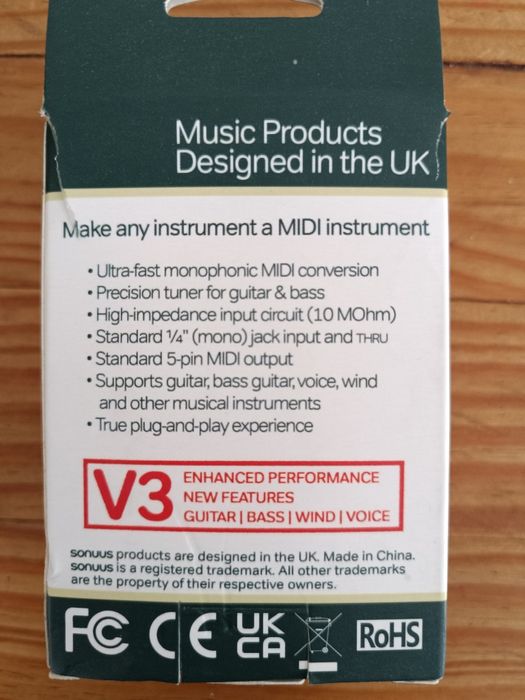 Music Products
Designed in the UK
Make any instrument a MIDI instrument
• Ultra-fast monophonic MIDI conversion
• Precision tuner for guitar & bass
• High-impedance input circuit (10 MOhm)
• Standard ¼" (mono) jack input and THRU
• Standard 5-pin MIDI output
• Supports guitar, bass guitar, voice, wind
and other musical instruments
• True plug-and-play experience
V3
ENHANCED PERFORMANCE
NEW FEATURES
GUITAR | BASS | WIND | VOICE
sonuus products are designed in the UK. Made in China.
sonuus is a registered trademark. All other trademarks
are the property of their respective owners.
FC CE UK
CA
RoHS